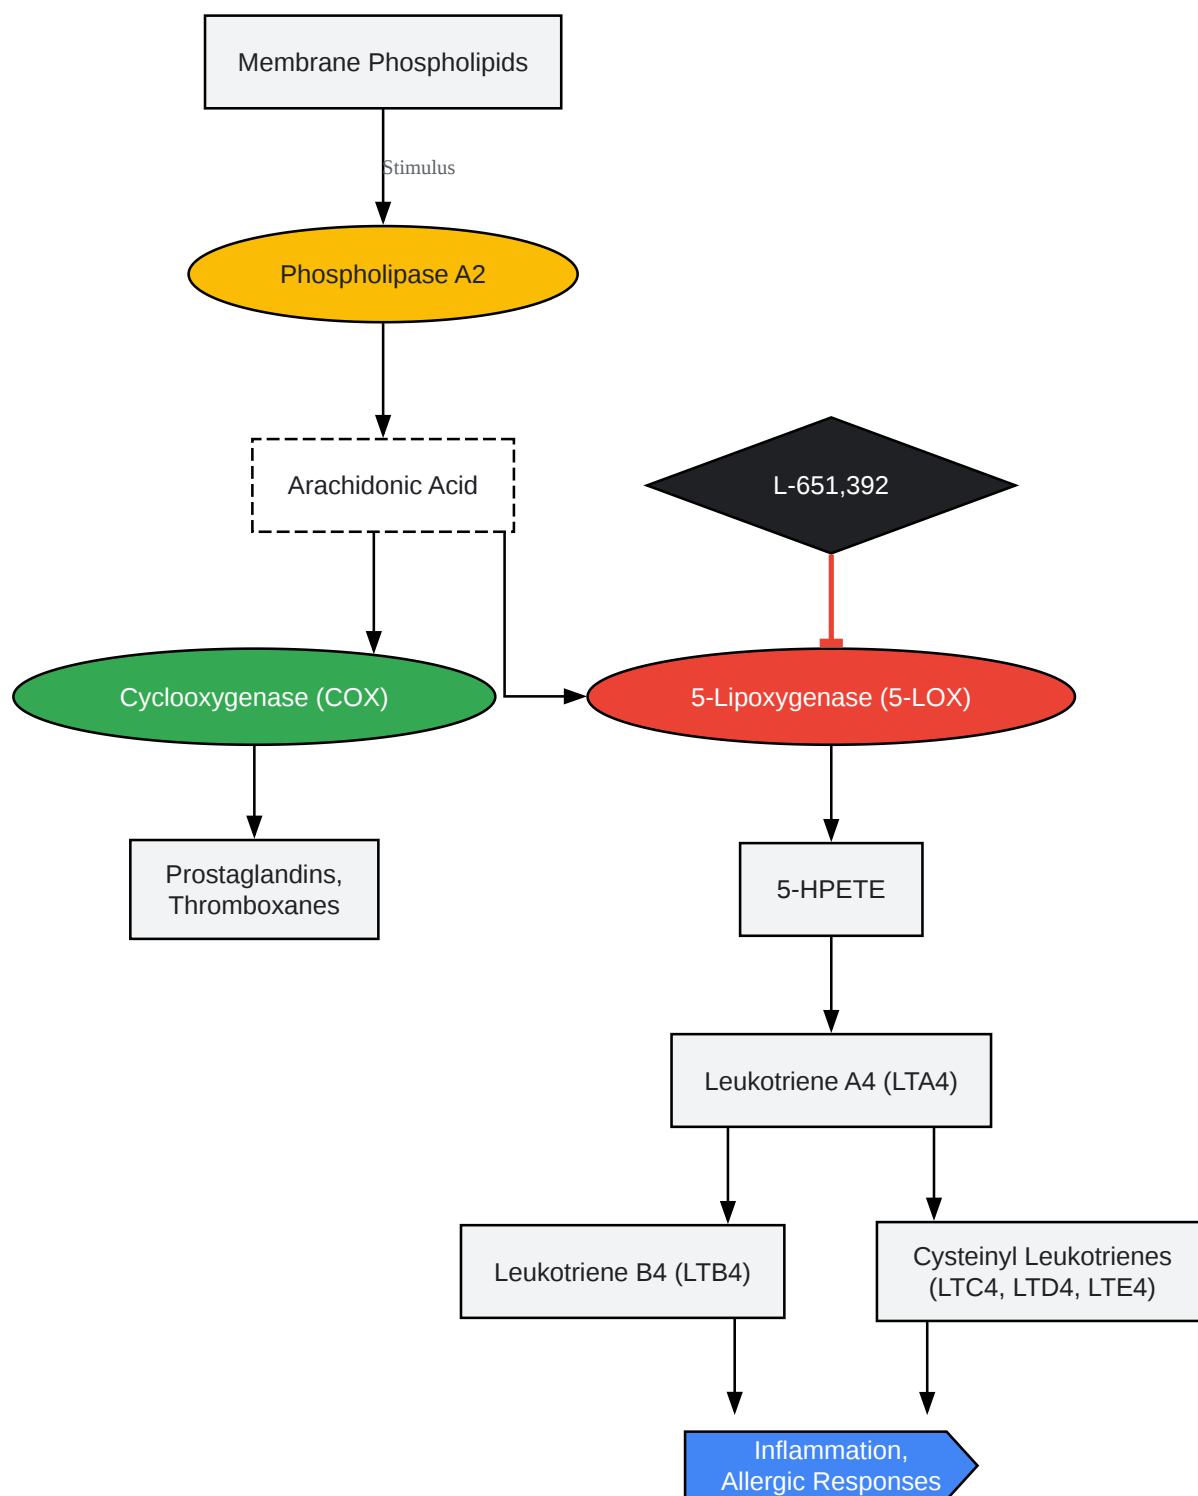 Membrane Phospholipids
Stimulus
Phospholipase A2
Arachidonic Acid
L-651,392
Cyclooxygenase (COX)
5-Lipoxygenase (5-LOX)
Prostaglandins,
Thromboxanes
5-HPETE
Leukotriene A4 (LTA4)
Leukotriene B4 (LTB4)
Cysteinyl Leukotrienes
(LTC4, LTD4, LTE4)
Inflammation,
Allergic Responses